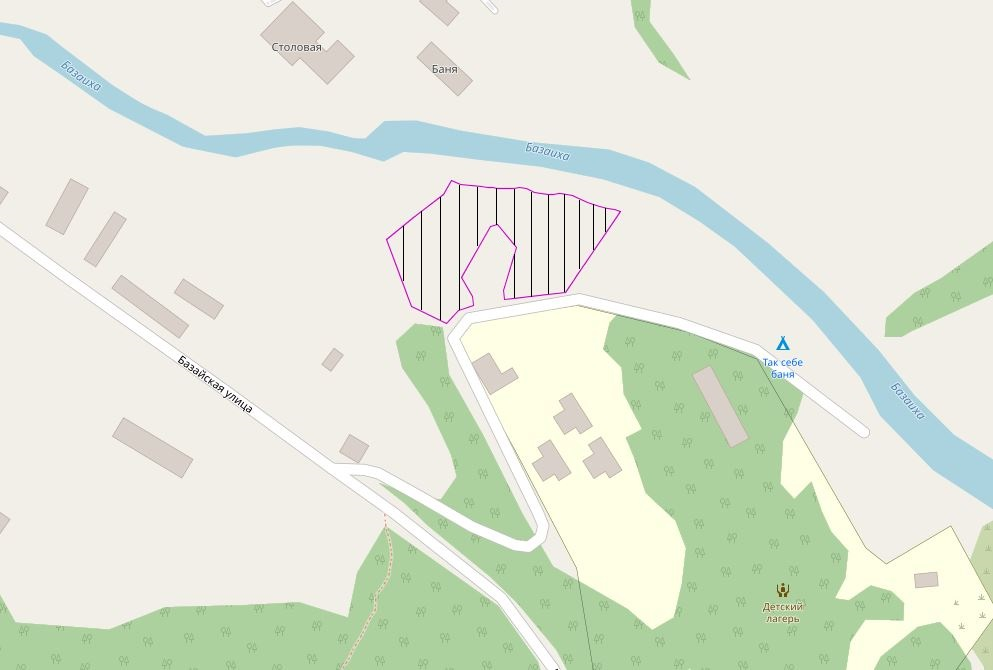 Столовая
Баня
Базаиха
Базаиха
Так себе
баня
Базайская улица
Базаиха
Детский
лагерь